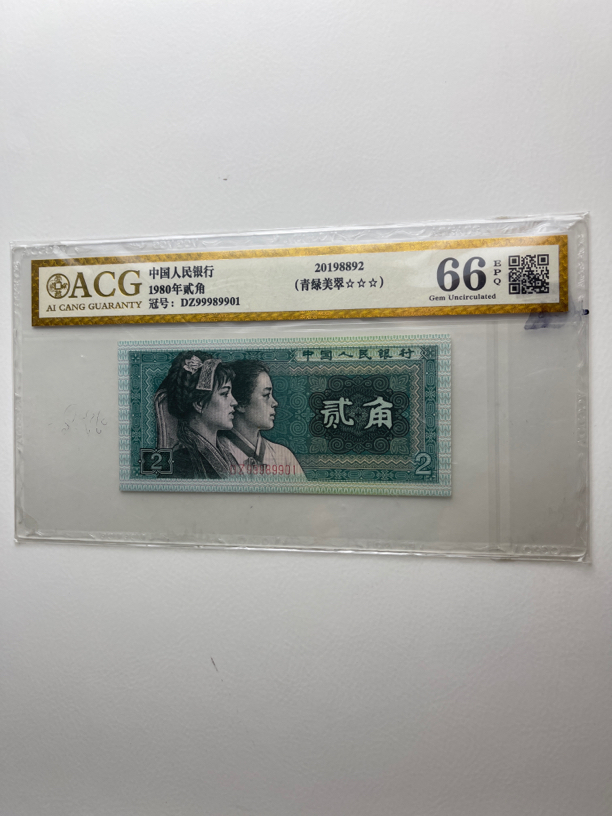 ACG
AI CANG GUARANTY
中国人民银行
1980年贰角
冠号：DZ99989901
20198892
（青绿美翠☆☆☆）
66
EPQ
Gem Uncirculated
中国人民银行
贰角
2
2